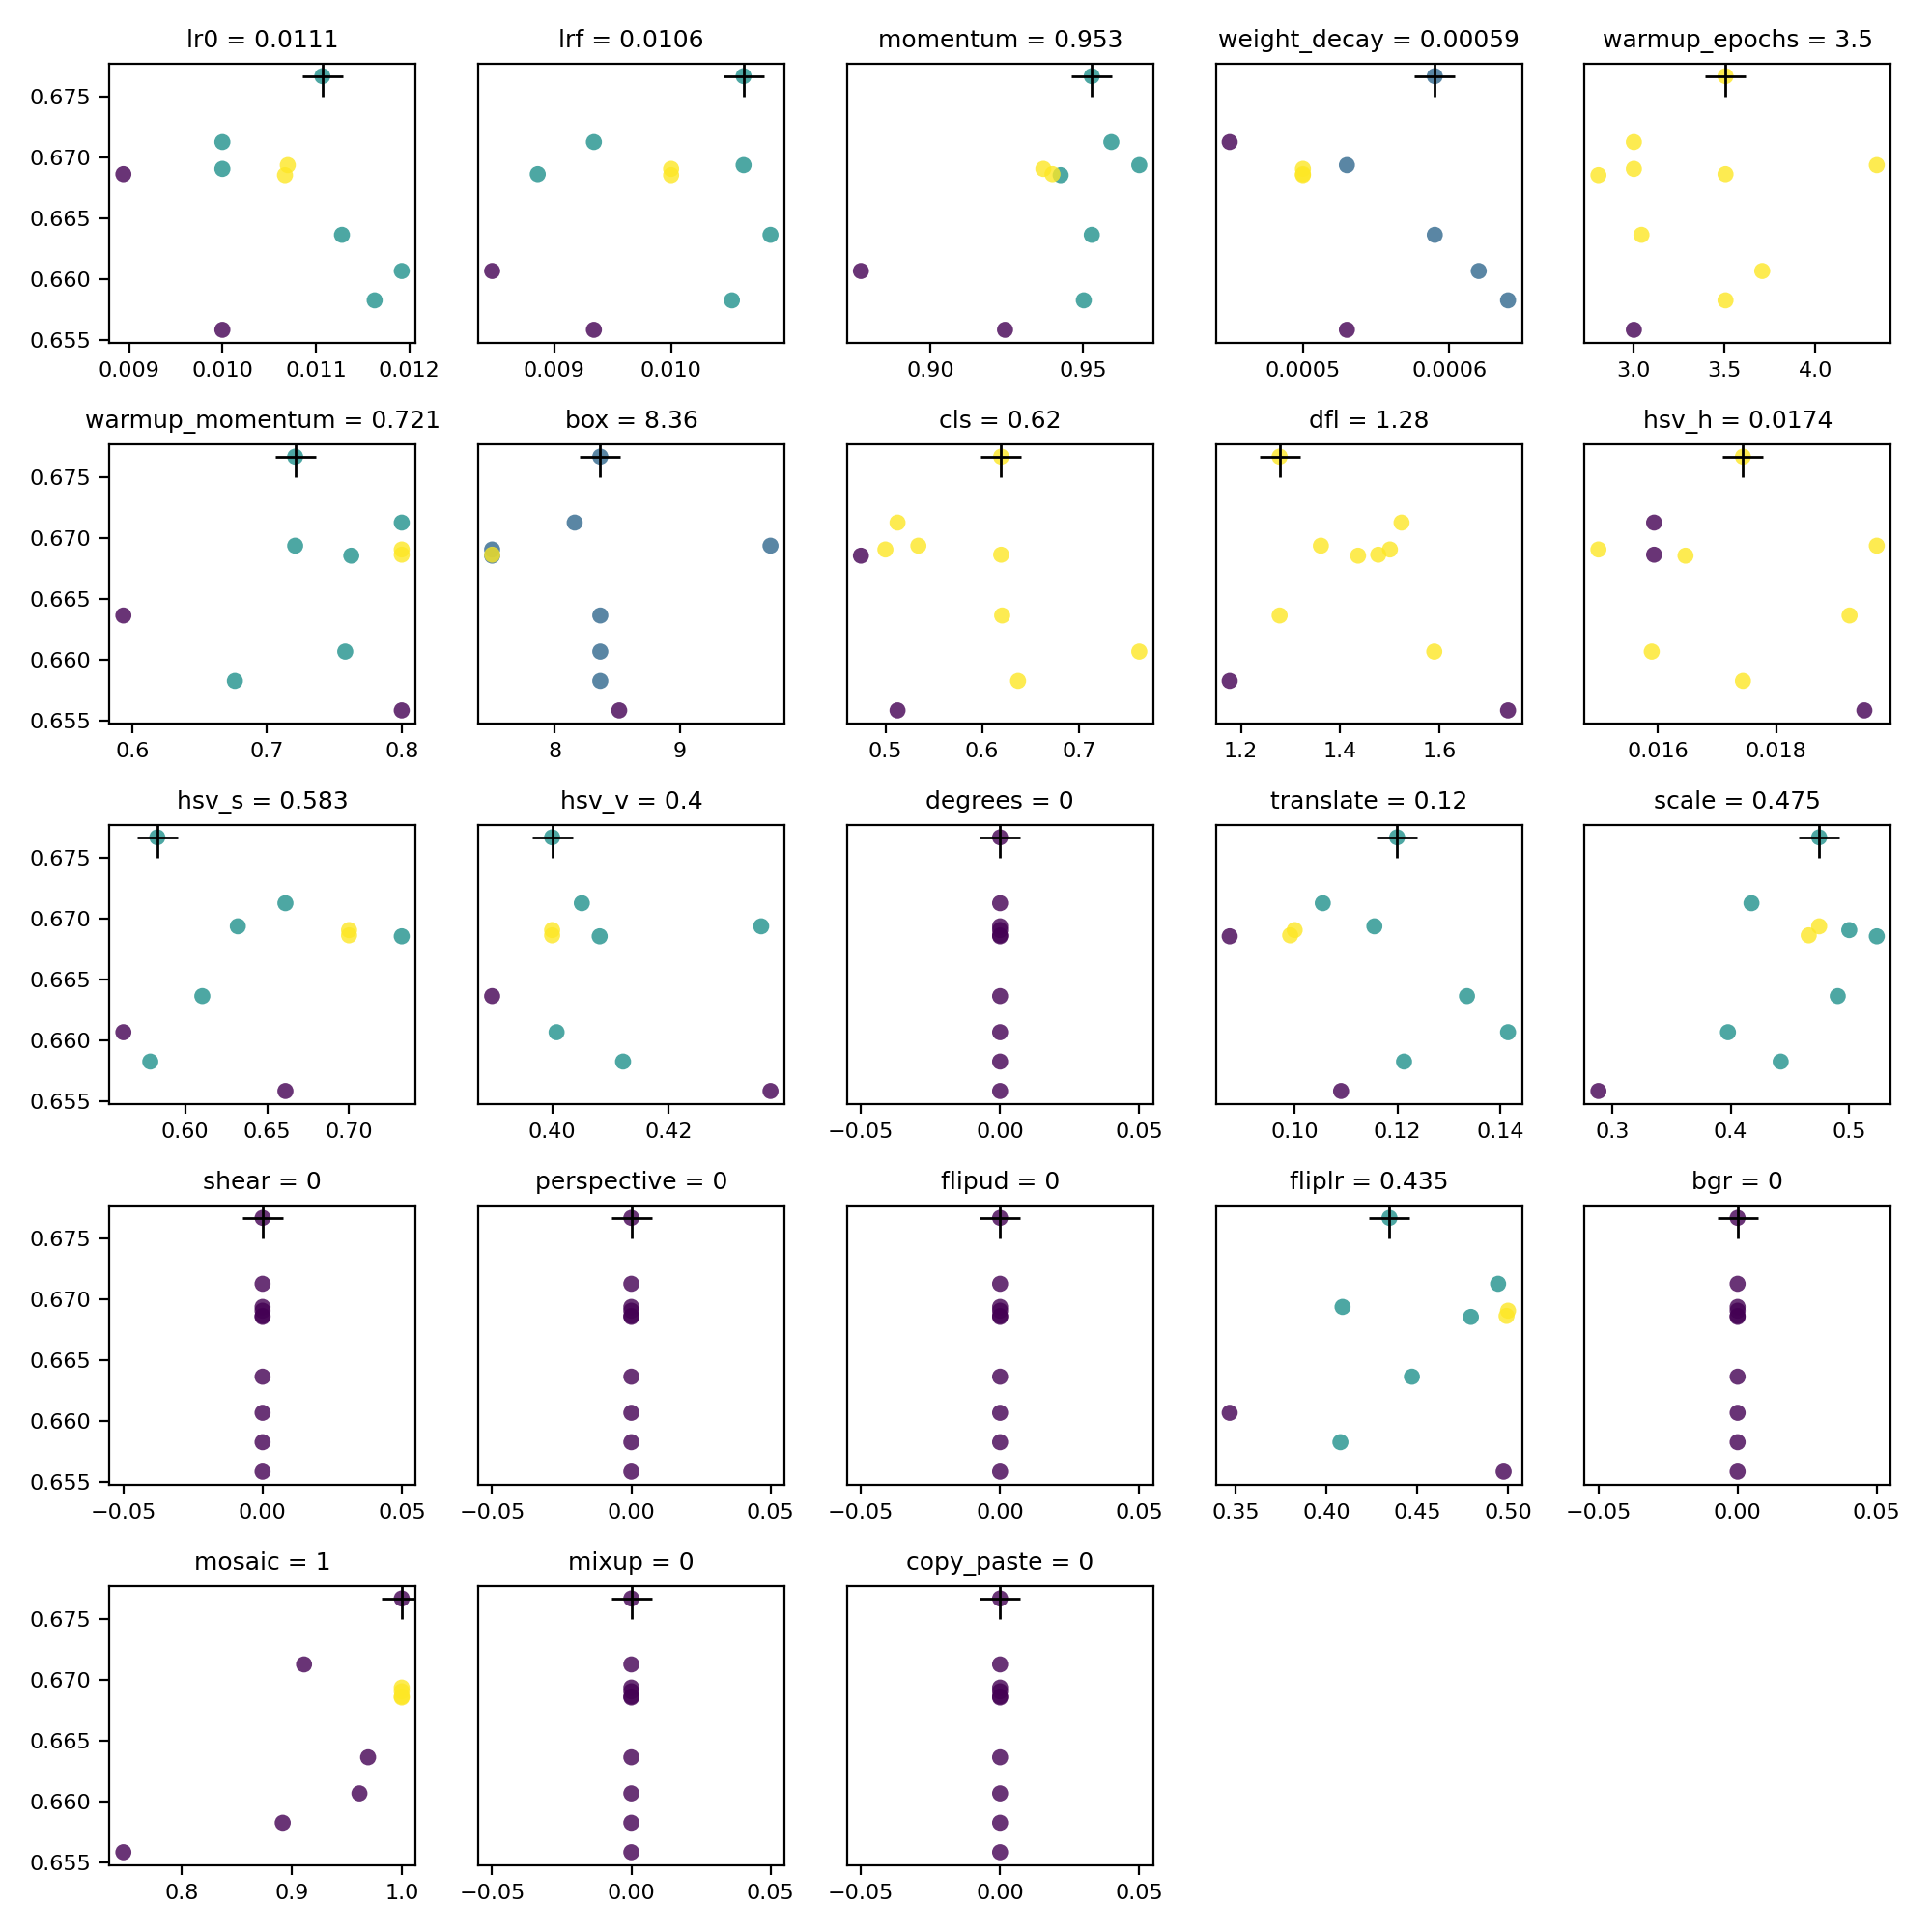 lr0 = 0.0111
lrf = 0.0106
momentum = 0.953
weight_decay = 0.00059
warmup_epochs = 3.5
0.675
0.670
0.665
0.660
0.655
0.009 0.010 0.011 0.012
0.009 0.010
0.90 0.95
0.0005 0.0006
3.0 3.5 4.0
warmup_momentum = 0.721
box = 8.36
cls = 0.62
dfl = 1.28
hsv_h = 0.0174
0.675
0.670
0.665
0.660
0.655
0.6 0.7 0.8
8 9
0.5 0.6 0.7
1.2 1.4 1.6
0.016 0.018
hsv_s = 0.583
hsv_v = 0.4
degrees = 0
translate = 0.12
scale = 0.475
0.675
0.670
0.665
0.660
0.655
0.60 0.65 0.70
0.40 0.42
−0.05 0.00 0.05
0.10 0.12 0.14
0.3 0.4 0.5
shear = 0
perspective = 0
flipud = 0
fliplr = 0.435
bgr = 0
0.675
0.670
0.665
0.660
0.655
−0.05 0.00 0.05
−0.05 0.00 0.05
−0.05 0.00 0.05
0.35 0.40 0.45 0.50
−0.05 0.00 0.05
mosaic = 1
mixup = 0
copy_paste = 0
0.675
0.670
0.665
0.660
0.655
0.8 0.9 1.0
−0.05 0.00 0.05
−0.05 0.00 0.05